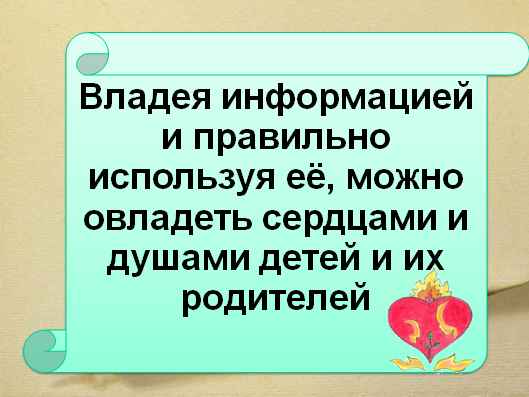 Владея информацией
и правильно
используя её, можно
овладеть сердцами и
душами детей и их
родителей